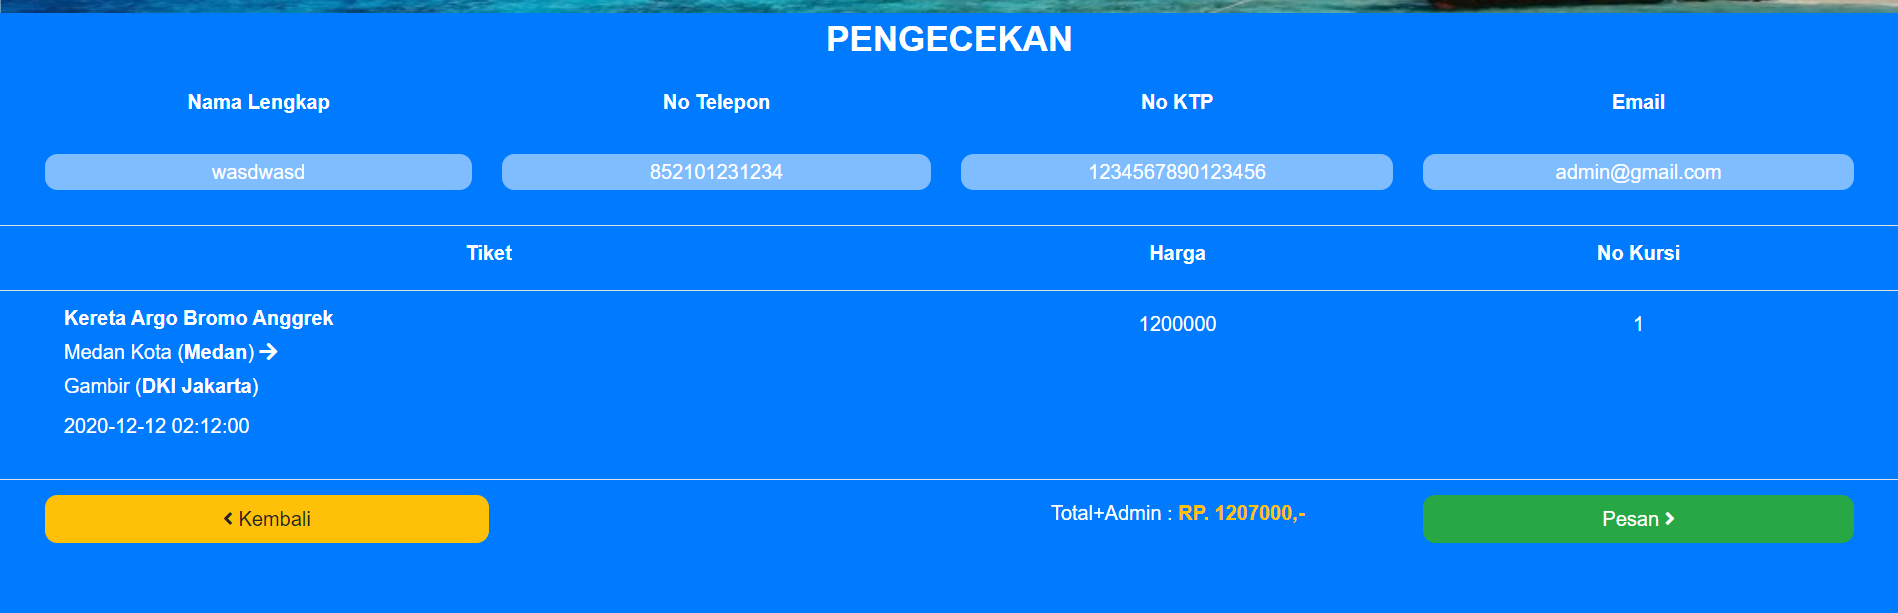 PENGECEKAN
Nama Lengkap No Telepon No KTP Email
wasdwasd 852101231234 1234567890123456 admin@gmail.com
Tiket Harga No Kursi
Kereta Argo Bromo Anggrek 1200000 1
Medan Kota (Medan) →
Gambir (DKI Jakarta)
2020-12-12 02:12:00
Kembali Total+Admin : RP. 1207000,- Pesan